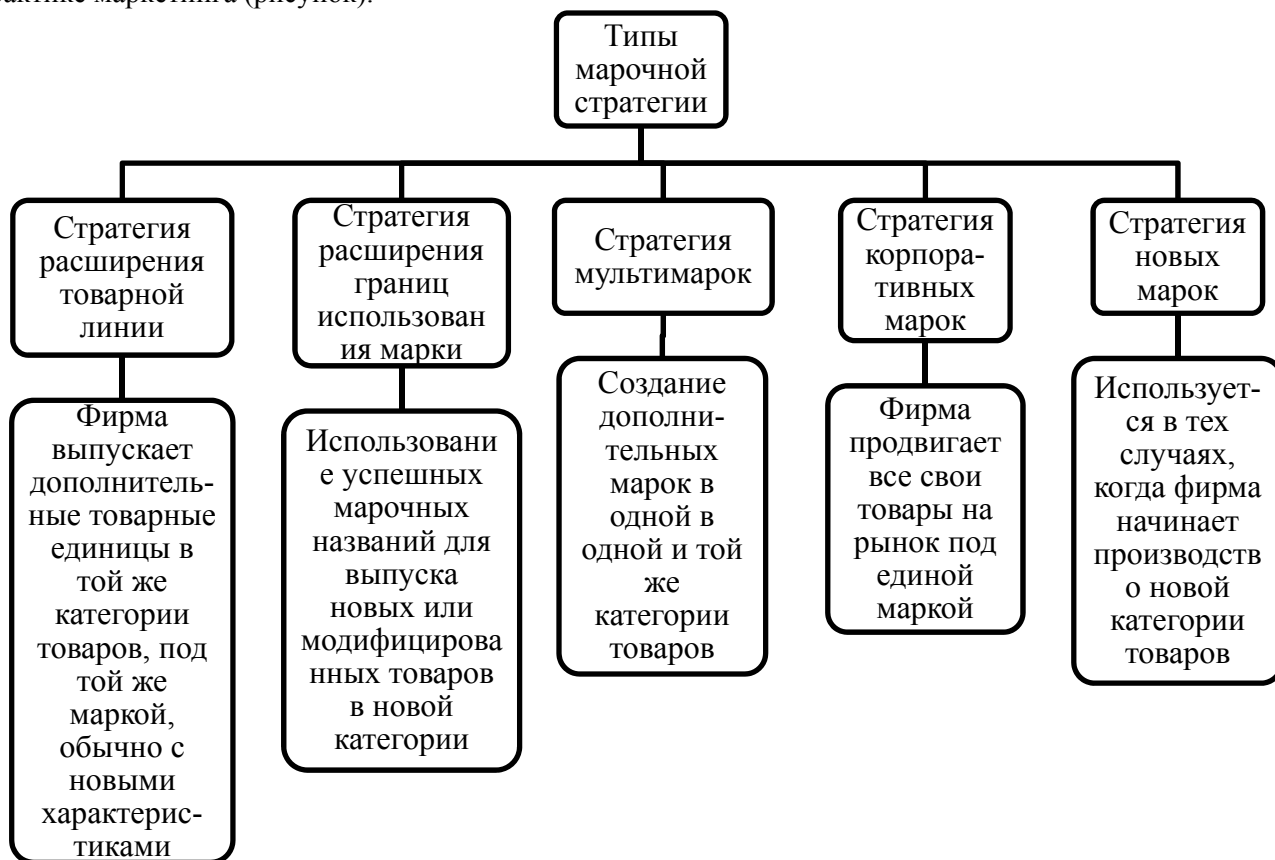 актике маркетинга (рисунок).
Типы
марочной
стратегии
Стратегия
расширения
товарной
линии
Стратегия
расширения
границ
использован
ия марки
Стратегия
мультимарок
Стратегия
корпора-
тивных
марок
Стратегия
новых
марок
Фирма
выпускает
дополнитель-
ные товарные
единицы в
той же
категории
товаров, под
той же
маркой,
обычно с
новыми
характерис-
тиками
Использовани
е успешных
марочных
названий для
выпуска
новых или
модифицирова
нных товаров
в новой
категории
Создание
дополни-
тельных
марок в
одной в
одной и той
же
категории
товаров
Фирма
продвигает
все свои
товары на
рынок под
единой
маркой
Использует-
ся в тех
случаях,
когда фирма
начинает
производств
о новой
категории
товаров